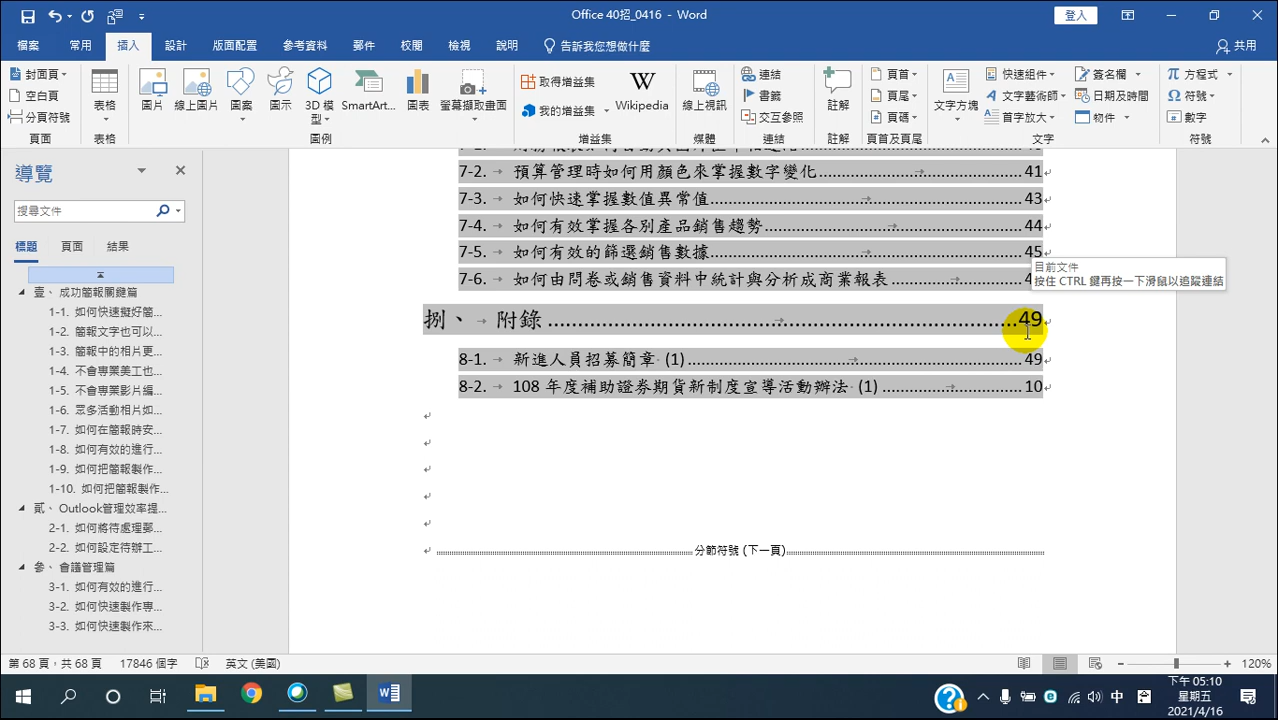 Office 40招_0416 - Word
登入
檔案 常用 插入 設計 版面配置 參考資料 郵件 校閱 檢視 說明 告訴我您想做什麼 共用
封面頁 空白頁 分頁符號 頁面
表格 表格
圖片 線上圖片 圖案 圖示 3D 模型 SmartArt... 圖表 螢幕擷取畫面 圖例
取得增益集 我的增益集 Wikipedia 增益集
線上視訊 媒體
連結 書籤 交互參照 連結
註解 註解
頁首 頁尾 頁碼 頁首及頁尾
文字方塊 快速組件 文字藝術師 首字放大 簽名欄 日期及時間 物件 文字
方程式 符號 數字 符號
導覽
搜尋文件
標題 頁面 結果
壹、 成功簡報關鍵篇
1-1. 如何快速擬好簡...
1-2. 簡報文字也可以...
1-3. 簡報中的相片更...
1-4. 不會專業美工也...
1-5. 不會專業影片編...
1-6. 眾多活動相片如...
1-7. 如何在簡報時安...
1-8. 如何有效的進行...
1-9. 如何把簡報製作...
1-10. 如何把簡報製作...
貳、 Outlook管理效率提...
2-1. 如何將待處理郵...
2-2. 如何設定待辦工...
參、 會議管理篇
3-1. 如何有效的進行...
3-2. 如何快速製作專...
3-3. 如何快速製作來...
7-2. 預算管理時如何用顏色來掌握數字變化 41
7-3. 如何快速掌握數值異常值 43
7-4. 如何有效掌握各別產品銷售趨勢 44
7-5. 如何有效的篩選銷售數據 45
7-6. 如何由問卷或銷售資料中統計與分析成商業報表
目前文件
按住 CTRL 鍵再按一下滑鼠以追蹤連結
捌、 附錄 49
8-1. 新進人員招募簡章 (1) 49
8-2. 108 年度補助證券期貨新制度宣導活動辦法 (1) 10
分節符號 (下一頁)
第 68 頁，共 68 頁 17846 個字 英文 (美國) 120%
中
下午 05:10
星期五
2021/4/16